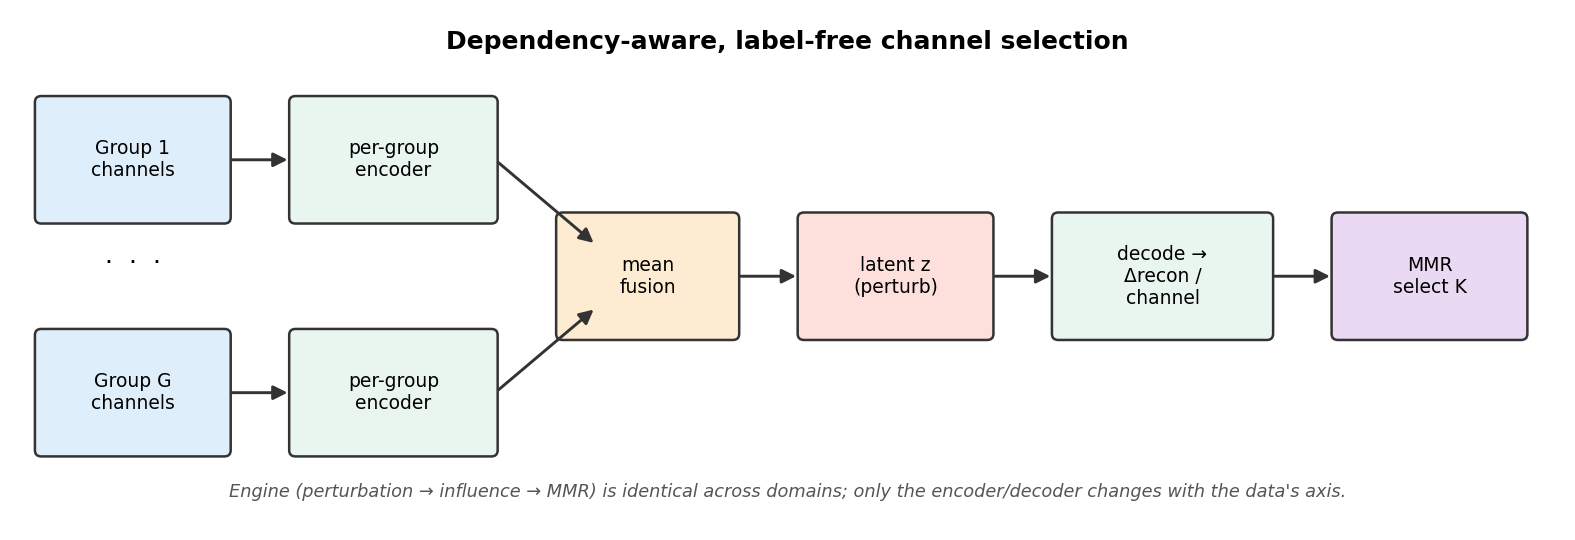 Dependency-aware, label-free channel selection
Group 1
channels
per-group
encoder
. . .
Group G
channels
per-group
encoder
mean
fusion
latent z
(perturb)
decode →
Δrecon /
channel
MMR
select K
Engine (perturbation → influence → MMR) is identical across domains; only the encoder/decoder changes with the data's axis.